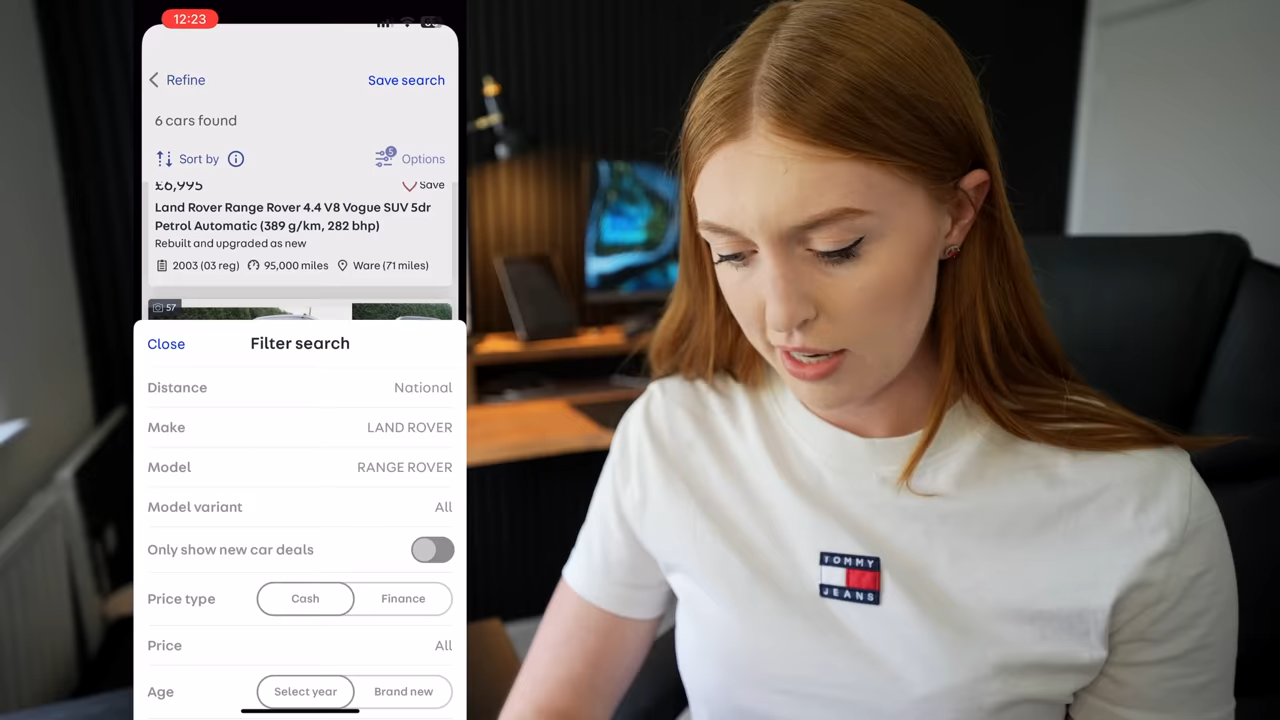 12:23
Refine
Save search
6 cars found
Sort by
5
Options
£6,995
Save
Land Rover Range Rover 4.4 V8 Vogue SUV 5dr
Petrol Automatic (389 g/km, 282 bhp)
Rebuilt and upgraded as new
2003 (03 reg)
95,000 miles
Ware (71 miles)
57
Close
Filter search
Distance
National
Make
LAND ROVER
Model
RANGE ROVER
Model variant
All
Only show new car deals
Price type
Cash
Finance
Price
All
Age
Select year
Brand new
TOMMY
JEANS